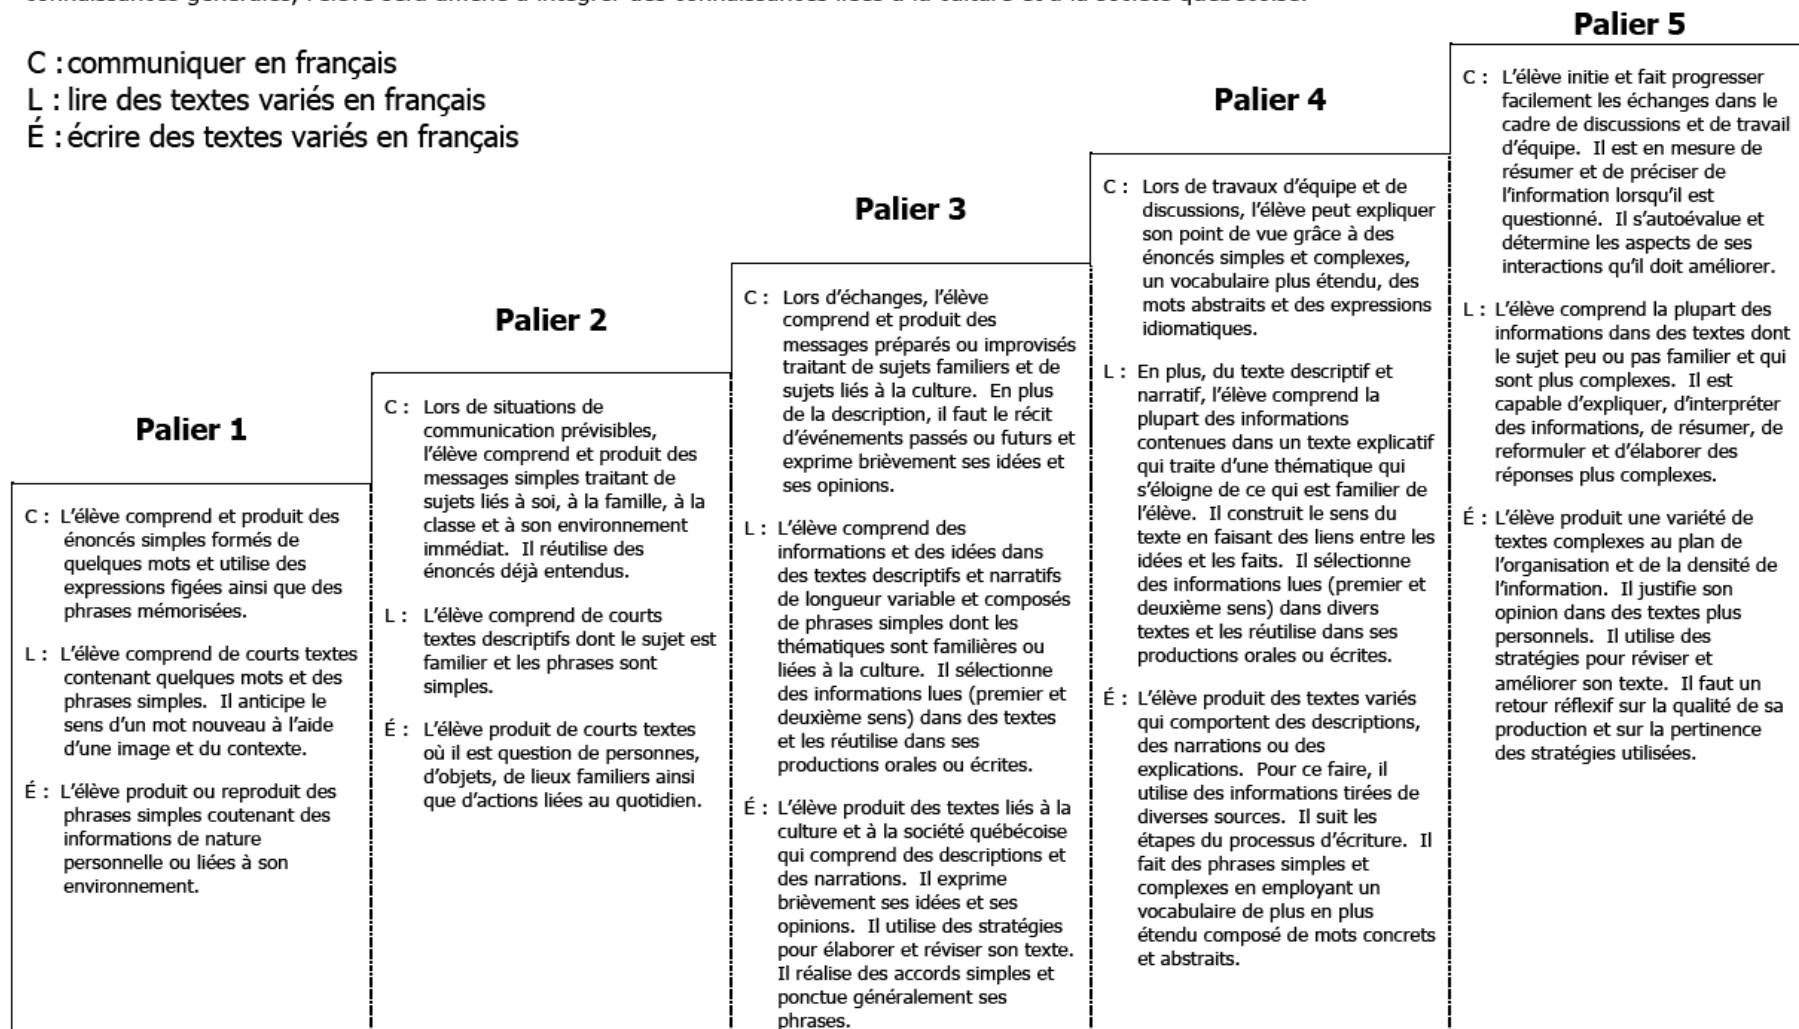 connaissances générales, l'élève sera amené à intégrer des connaissances liées à la culture et à la société québécoise.
C : communiquer en français
L : lire des textes variés en français
É : écrire des textes variés en français
Palier 1
C : L'élève comprend et produit des
énoncés simples formés de
quelques mots et utilise des
expressions figées ainsi que des
phrases mémorisées.
L : L'élève comprend de courts textes
contenant quelques mots et des
phrases simples. Il anticipe le
sens d'un mot nouveau à l'aide
d'une image et du contexte.
É : L'élève produit ou reproduit des
phrases simples coutenant des
informations de nature
personnelle ou liées à son
environnement.
Palier 2
C : Lors de situations de
communication prévisibles,
l'élève comprend et produit des
messages simples traitant de
sujets liés à soi, à la famille, à la
classe et à son environnement
immédiat. Il réutilise des
énoncés déjà entendus.
L : L'élève comprend de courts
textes descriptifs dont le sujet est
familier et les phrases sont
simples.
É : L'élève produit de courts textes
où il est question de personnes,
d'objets, de lieux familiers ainsi
que d'actions liées au quotidien.
Palier 3
C : Lors d'échanges, l'élève
comprend et produit des
messages préparés ou improvisés
traitant de sujets familiers et de
sujets liés à la culture. En plus
de la description, il faut le récit
d'événements passés ou futurs et
exprime brièvement ses idées et
ses opinions.
L : L'élève comprend des
informations et des idées dans
des textes descriptifs et narratifs
de longueur variable et composés
de phrases simples dont les
thématiques sont familières ou
liées à la culture. Il sélectionne
des informations lues (premier et
deuxième sens) dans des textes
et les réutilise dans ses
productions orales ou écrites.
É : L'élève produit des textes liés à la
culture et à la société québécoise
qui comprend des descriptions et
des narrations. Il exprime
brièvement ses idées et ses
opinions. Il utilise des stratégies
pour élaborer et réviser son texte.
Il réalise des accords simples et
ponctue généralement ses
phrases.
Palier 4
C : Lors de travaux d'équipe et de
discussions, l'élève peut expliquer
son point de vue grâce à des
énoncés simples et complexes,
un vocabulaire plus étendu, des
mots abstraits et des expressions
idiomatiques.
L : En plus, du texte descriptif et
narratif, l'élève comprend la
plupart des informations
contenues dans un texte explicatif
qui traite d'une thématique qui
s'éloigne de ce qui est familier de
l'élève. Il construit le sens du
texte en faisant des liens entre les
idées et les faits. Il sélectionne
des informations lues (premier et
deuxième sens) dans divers
textes et les réutilise dans ses
productions orales ou écrites.
É : L'élève produit des textes variés
qui comportent des descriptions,
des narrations ou des
explications. Pour ce faire, il
utilise des informations tirées de
diverses sources. Il suit les
étapes du processus d'écriture. Il
fait des phrases simples et
complexes en employant un
vocabulaire de plus en plus
étendu composé de mots concrets
et abstraits.
Palier 5
C : L'élève initie et fait progresser
facilement les échanges dans le
cadre de discussions et de travail
d'équipe. Il est en mesure de
résumer et de préciser de
l'information lorsqu'il est
questionné. Il s'autoévalue et
détermine les aspects de ses
interactions qu'il doit améliorer.
L : L'élève comprend la plupart des
informations dans des textes dont
le sujet peu ou pas familier et qui
sont plus complexes. Il est
capable d'expliquer, d'interpréter
des informations, de résumer, de
reformuler et d'élaborer des
réponses plus complexes.
É : L'élève produit une variété de
textes complexes au plan de
l'organisation et de la densité de
l'information. Il justifie son
opinion dans des textes plus
personnels. Il utilise des
stratégies pour réviser et
améliorer son texte. Il faut un
retour réflexif sur la qualité de sa
production et sur la pertinence
des stratégies utilisées.